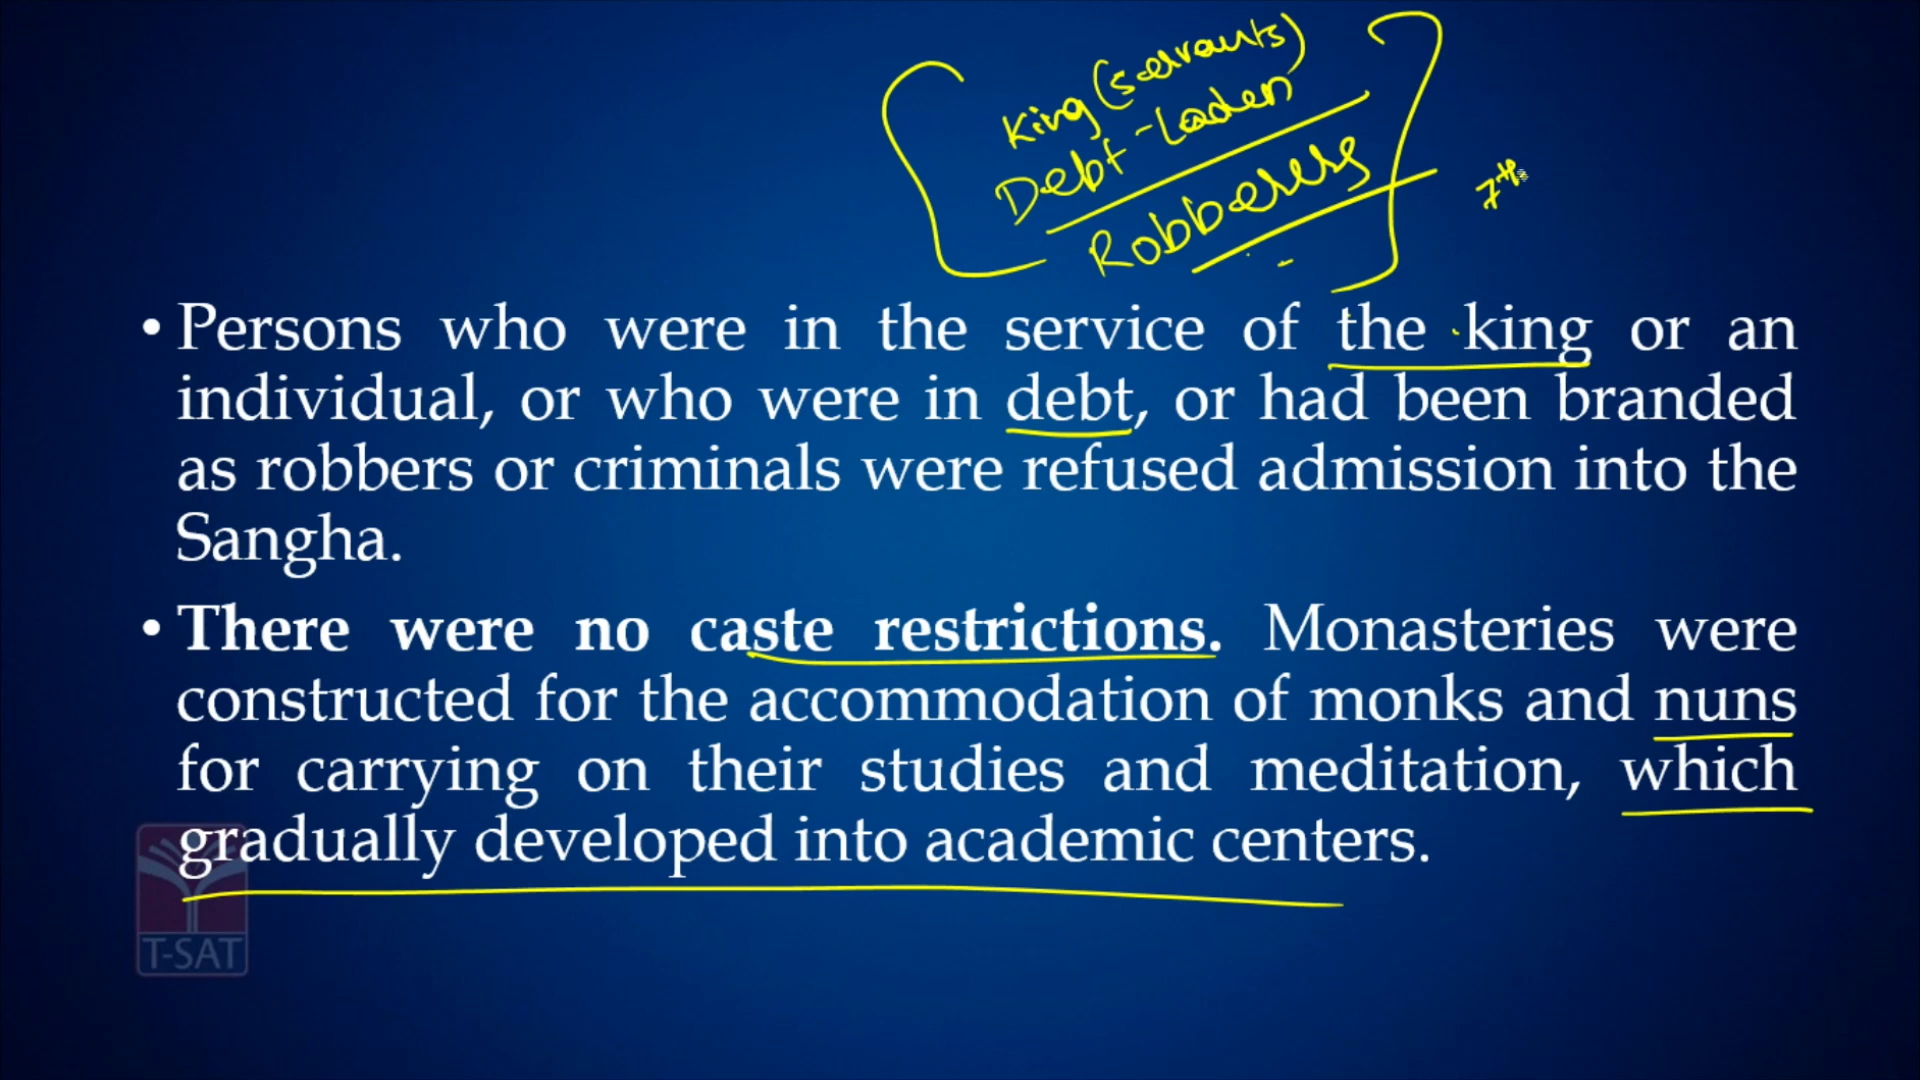 King (servants)
Debt-Laden
Robberers
7th
• Persons who were in the service of the king or an
individual, or who were in debt, or had been branded
as robbers or criminals were refused admission into the
Sangha.
• There were no caste restrictions. Monasteries were
constructed for the accommodation of monks and nuns
for carrying on their studies and meditation, which
gradually developed into academic centers.
T-SAT